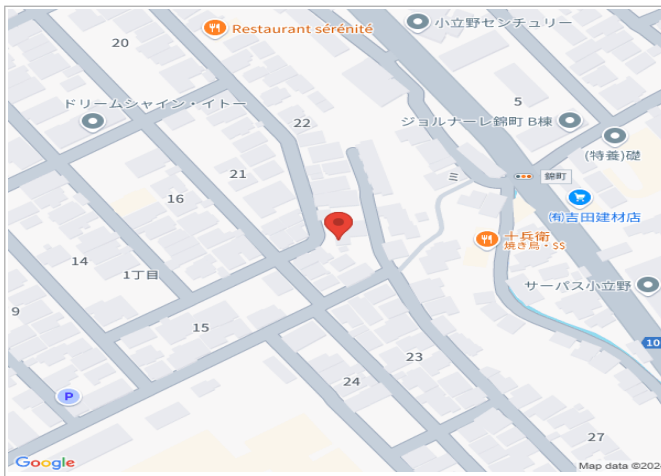 Restaurant sérénité
小立野センチュリー
20
ドリームシャイン・イトー
5
ジョルナーレ錦町 B棟
22
(特養)礎
21
錦町
16
(有)吉田建材店
十兵衛
焼き鳥・SS
14
1丁目
サーパス小立野
9
15
10
23
24
P
27
Google
Map data ©202